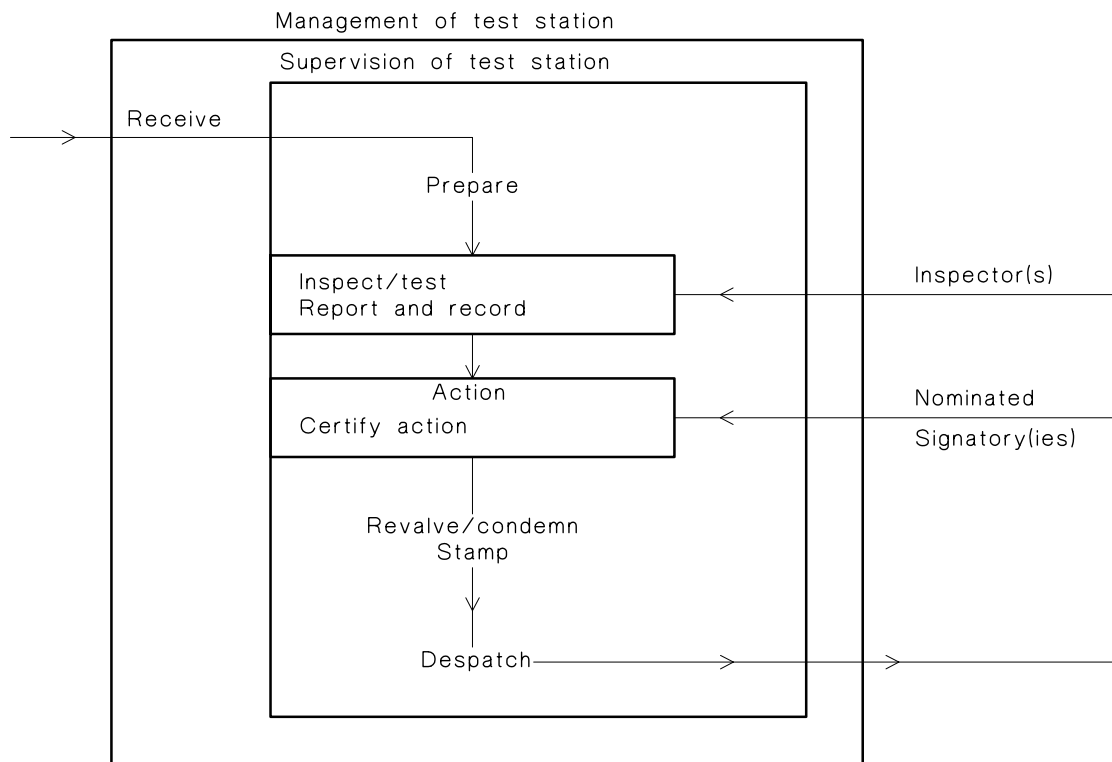 Management of test station
Supervision of test station
Receive
Prepare
Inspect/test
Report and record
Inspector(s)
Action
Certify action
Nominated
Signatory(ies)
Revalve/condemn
Stamp
Despatch